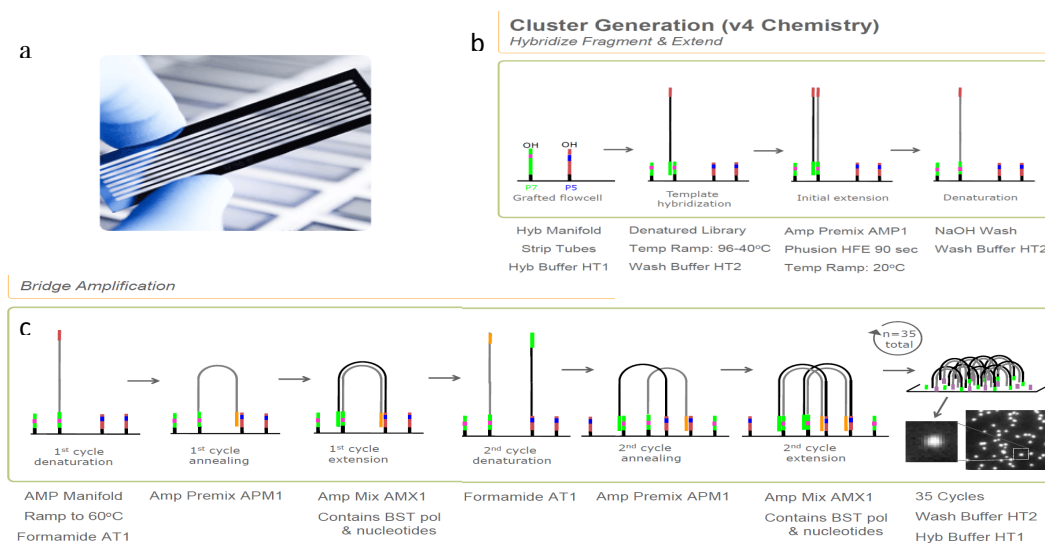 a
b
Cluster Generation (v4 Chemistry)
Hybridize Fragment & Extend
OH
OH
P7
P5
Grafted flowcell
Template
hybridization
Initial extension
Denaturation
Hyb Manifold
Strip Tubes
Hyb Buffer HT1
Denatured Library
Temp Ramp: 96-40°C
Wash Buffer HT2
Amp Premix AMP1
Phusion HFE 90 sec
Temp Ramp: 20°C
NaOH Wash
Wash Buffer HT2
Bridge Amplification
c
1st cycle
denaturation
1st cycle
annealing
1st cycle
extension
2nd cycle
denaturation
2nd cycle
annealing
2nd cycle
extension
n=35
total
AMP Manifold
Ramp to 60°C
Formamide AT1
Amp Premix APM1
Amp Mix AMX1
Contains BST pol
& nucleotides
Formamide AT1
Amp Premix APM1
Amp Mix AMX1
Contains BST pol
& nucleotides
35 Cycles
Wash Buffer HT2
Hyb Buffer HT1